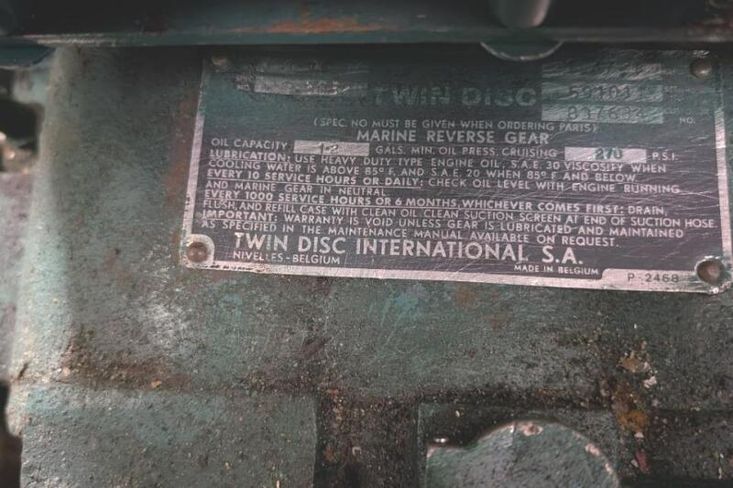 TWIN DISC
(SPEC. NO MUST BE GIVEN WHEN ORDERING PARTS) NO.
MARINE REVERSE GEAR
OIL CAPACITY GALS. MIN. OIL PRESS. CRUISING 270 P.S.I.
LUBRICATION: USE HEAVY DUTY TYPE ENGINE OIL, S.A.E. 30 VISCOSITY WHEN
COOLING WATER IS ABOVE 85º F. AND S.A.E. 20 WHEN 85º F AND BELOW
EVERY 10 SERVICE HOURS OR DAILY: CHECK OIL LEVEL WITH ENGINE RUNNING
AND MARINE GEAR IN NEUTRAL
EVERY 1000 SERVICE HOURS OR 6 MONTHS, WHICHEVER COMES FIRST: DRAIN,
FLUSH, AND REFILL CASE WITH CLEAN OIL. CLEAN SUCTION SCREEN AT END OF SUCTION HOSE
IMPORTANT: WARRANTY IS VOID UNLESS GEAR IS LUBRICATED AND MAINTAINED
AS SPECIFIED IN THE MAINTENANCE MANUAL AVAILABLE ON REQUEST.
TWIN DISC INTERNATIONAL S.A.
NIVELLES-BELGIUM MADE IN BELGIUM P-2468